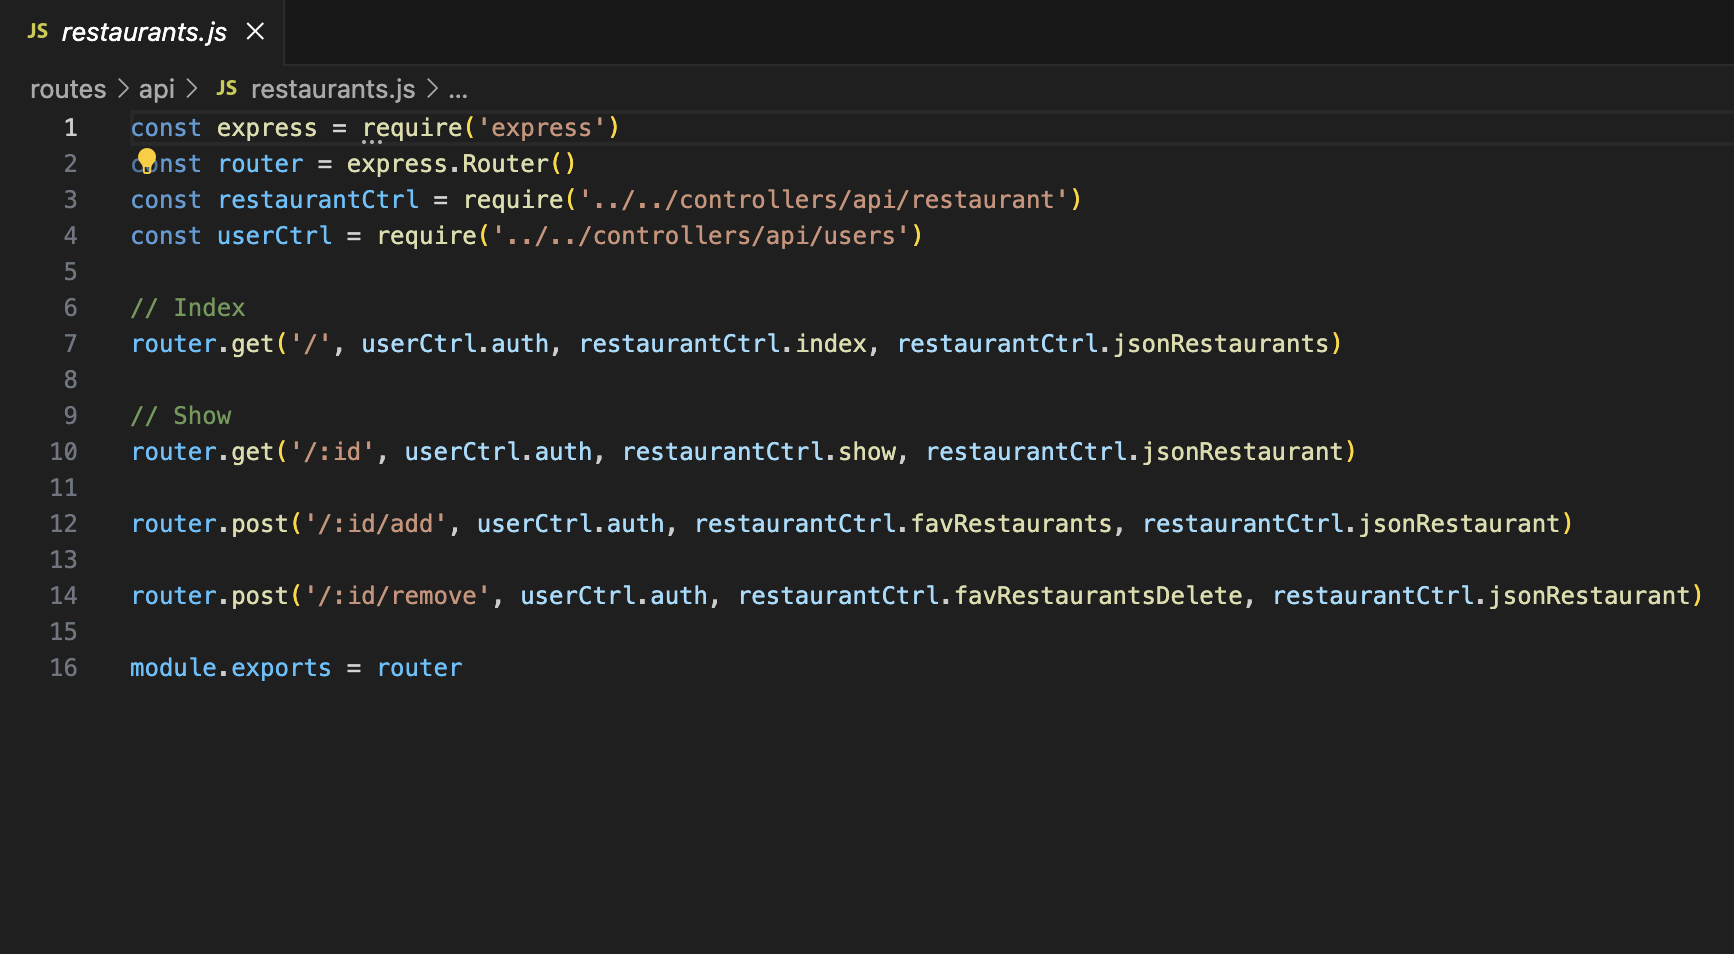 JS restaurants.js ×
routes > api > JS restaurants.js > ...
1 const express = require('express')
2 const router = express.Router()
3 const restaurantCtrl = require('../../controllers/api/restaurant')
4 const userCtrl = require('../../controllers/api/users')
5
6 // Index
7 router.get('/', userCtrl.auth, restaurantCtrl.index, restaurantCtrl.jsonRestaurants)
8
9 // Show
10 router.get('/:id', userCtrl.auth, restaurantCtrl.show, restaurantCtrl.jsonRestaurant)
11
12 router.post('/:id/add', userCtrl.auth, restaurantCtrl.favRestaurants, restaurantCtrl.jsonRestaurant)
13
14 router.post('/:id/remove', userCtrl.auth, restaurantCtrl.favRestaurantsDelete, restaurantCtrl.jsonRestaurant)
15
16 module.exports = router